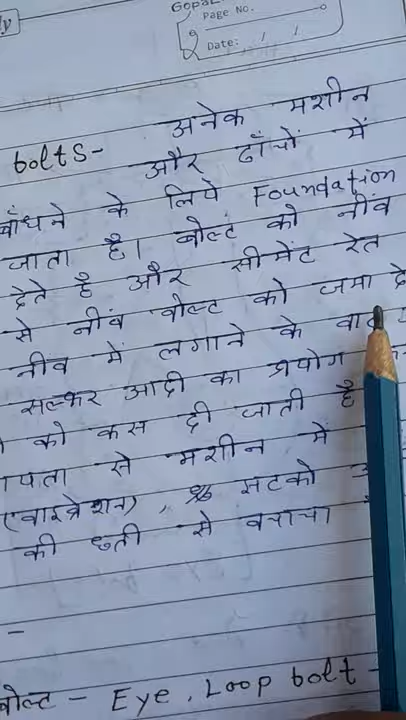 Gopal
Page No.
Date: / /
अनेक मशीन
bolts- और ढाँचों में
बाँधने के लिये Foundation
जाता है। बोल्ट को नींव
देते है और सीमेंट रेत
से नींव बोल्ट को जमा दे
नींव में लगाने के बाद
सल्फर आदी का प्रयोग
को कस दी जाती है
पता से मशीन में
(वाइब्रेशन), झटको
की छ्ती से बचाया
बोल्ट - Eye, Loop bolt -